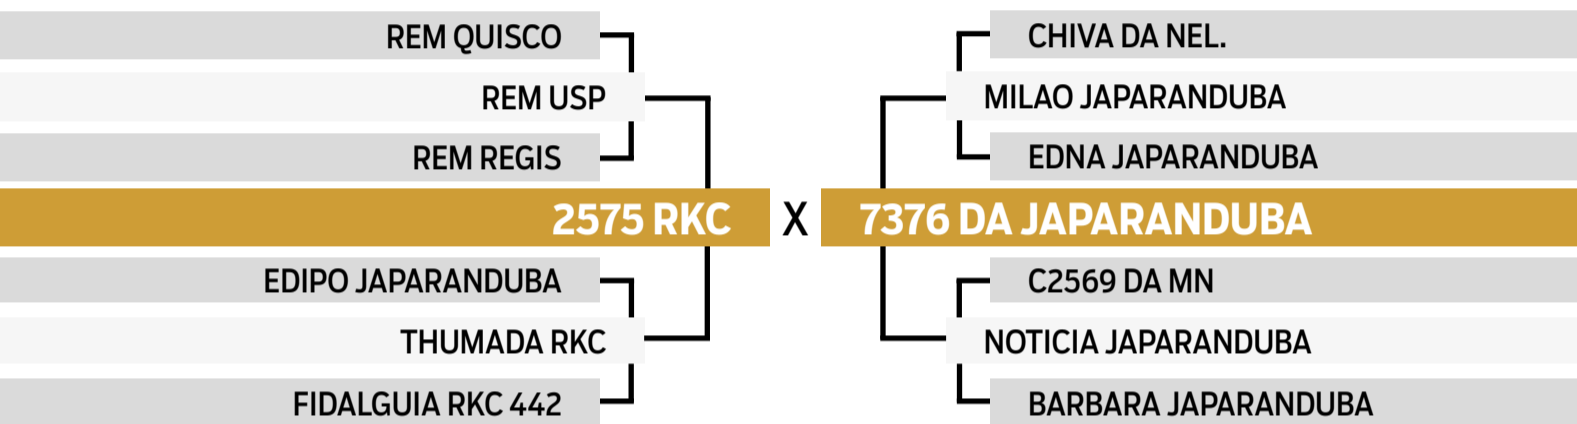 REM QUISCO
REM USP
REM REGIS
2575 RKC
EDIPO JAPARANDUBA
THUMADA RKC
FIDALGUIA RKC 442
X
CHIVA DA NEL.
MILAO JAPARANDUBA
EDNA JAPARANDUBA
7376 DA JAPARANDUBA
C2569 DA MN
NOTICIA JAPARANDUBA
BARBARA JAPARANDUBA